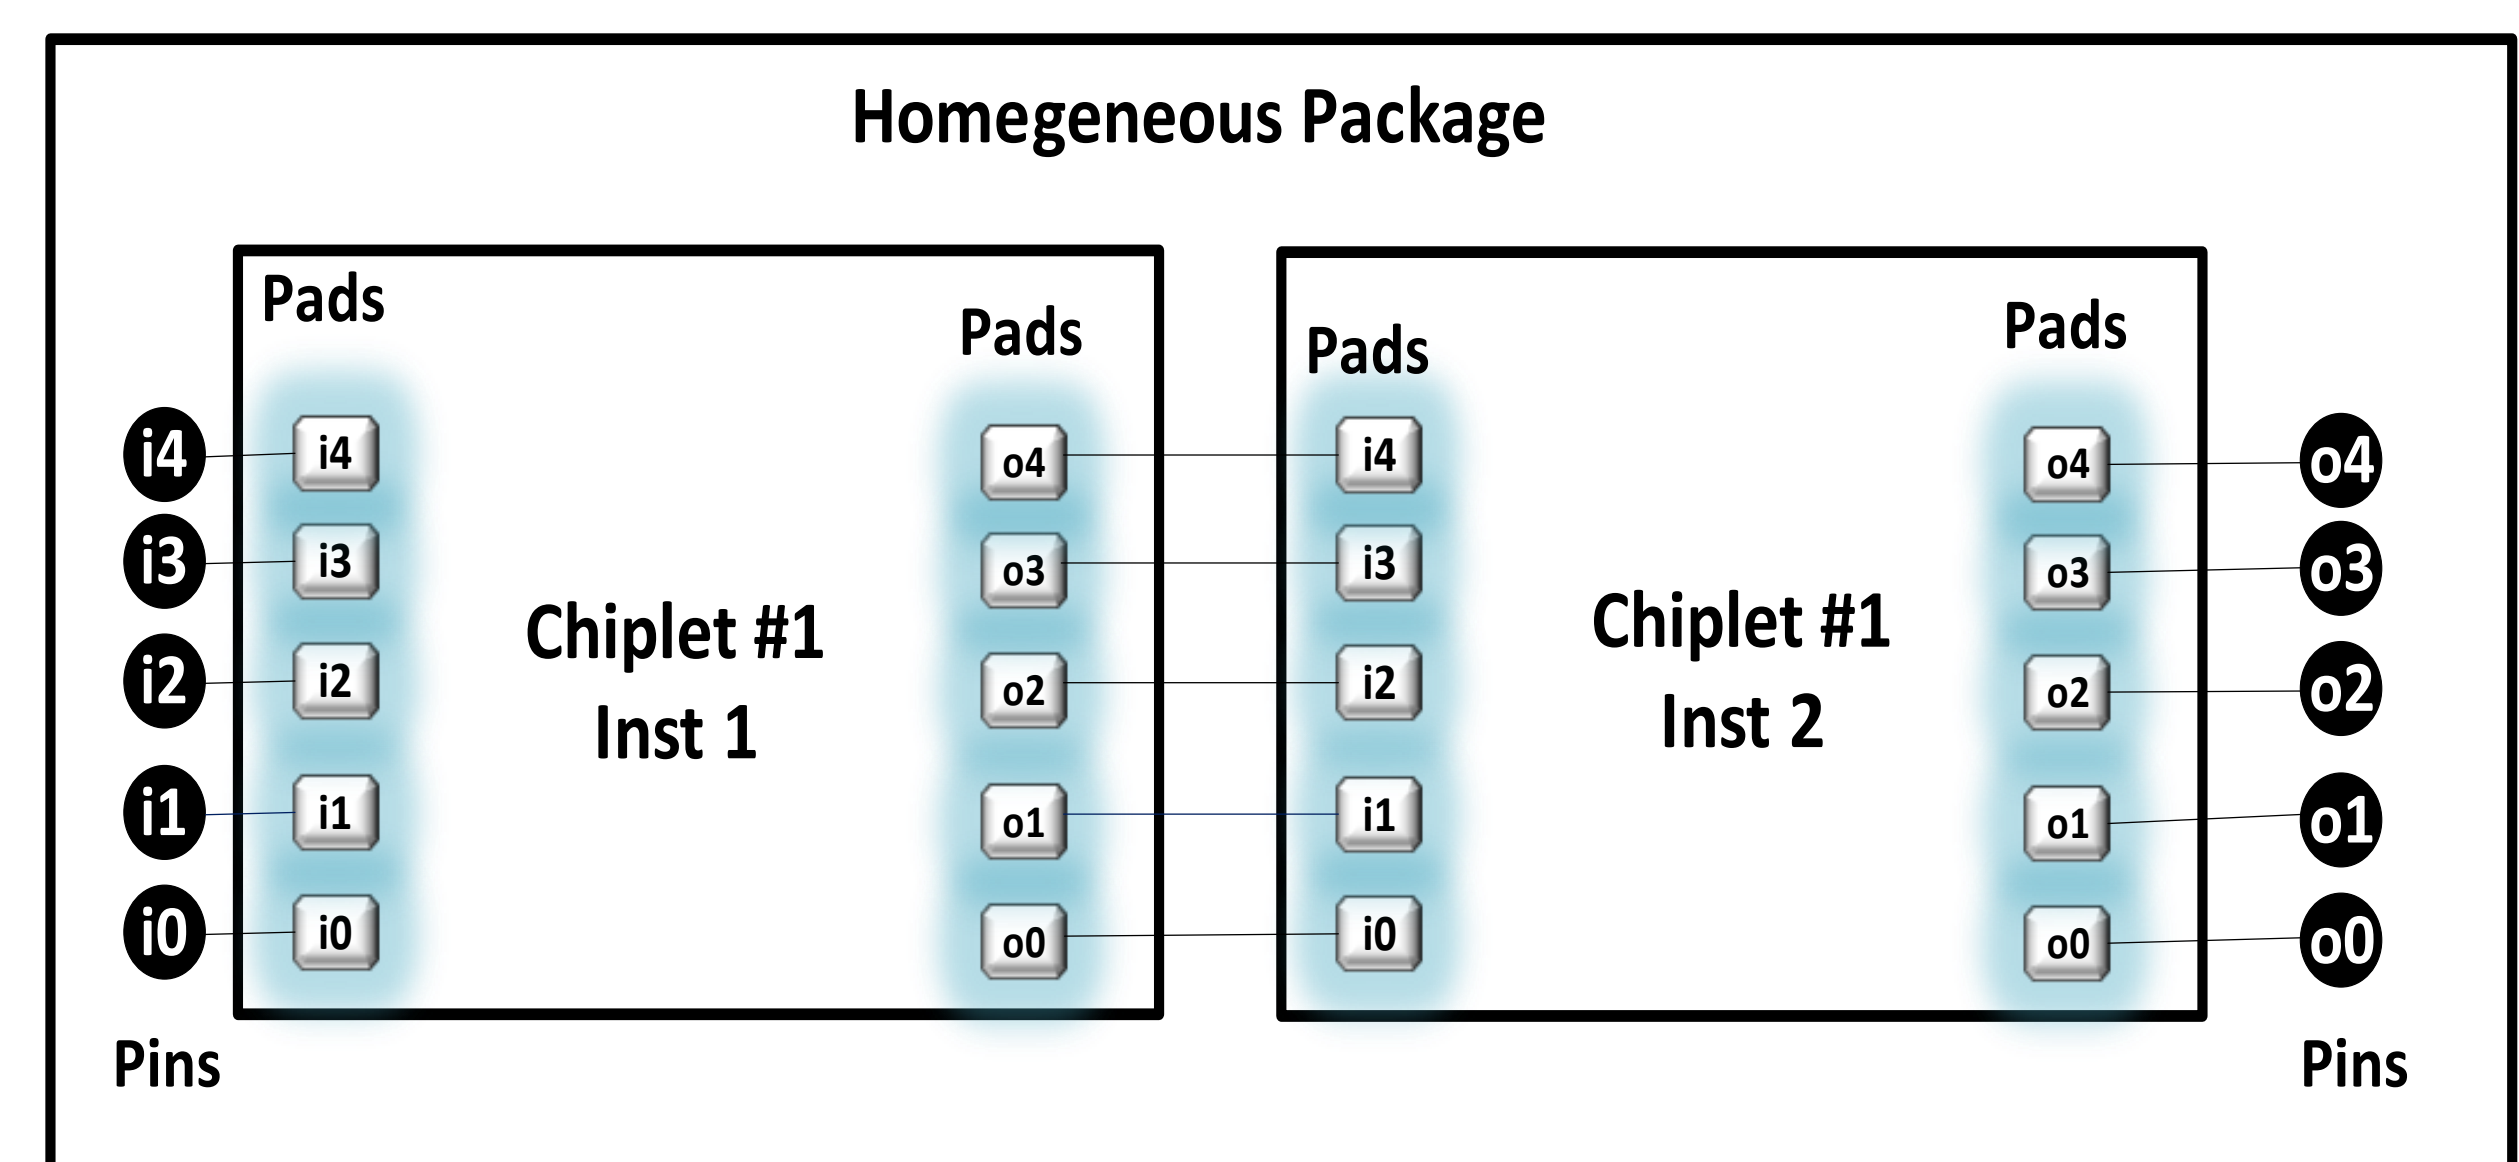 Homegeneous Package
Pads
Pads
Pads
Pads
i4
i4
o4
i4
o4
o4
i3
i3
o3
i3
o3
o3
Chiplet #1
Inst 1
Chiplet #1
Inst 2
i2
i2
o2
i2
o2
o2
i1
i1
o1
i1
o1
o1
i0
i0
o0
i0
o0
o0
Pins
Pins